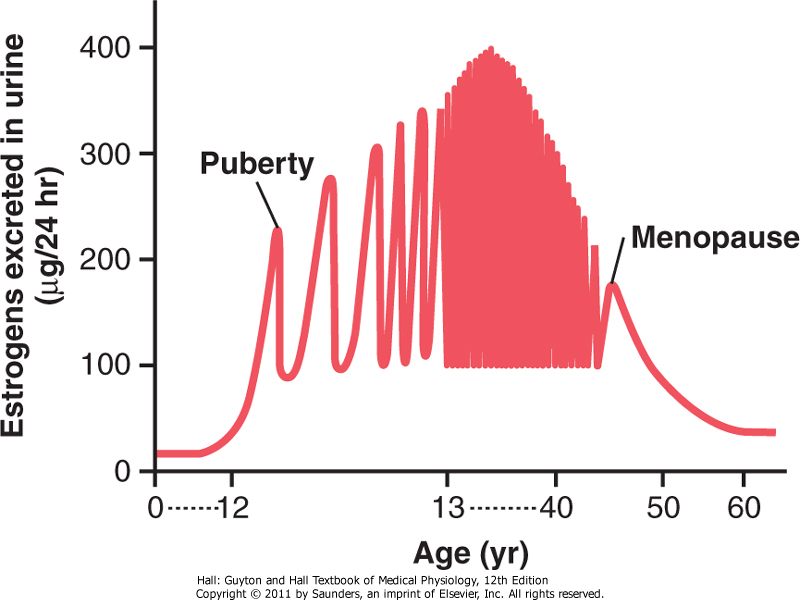 Estrogens excreted in urine
(μg/24 hr)
400
300
200
100
0
Puberty
Menopause
0 12 13 40 50 60
Age (yr)
Hall: Guyton and Hall Textbook of Medical Physiology, 12th Edition
Copyright © 2011 by Saunders, an imprint of Elsevier, Inc. All rights reserved.